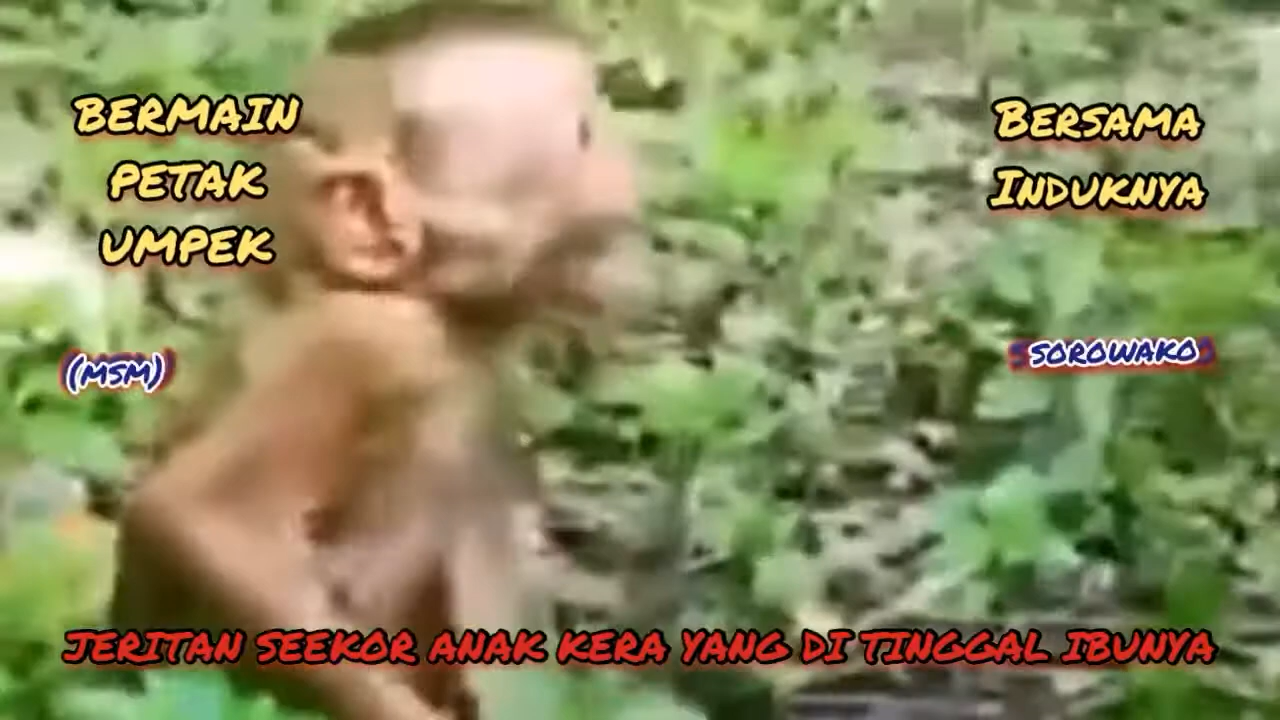 BERMAIN
PETAK
UMPEK
BERSAMA
INDUKNYA
(MSM)
SOROWAKO
JERITAN SEEKOR ANAK KERA YANG DI TINGGAL IBUNYA